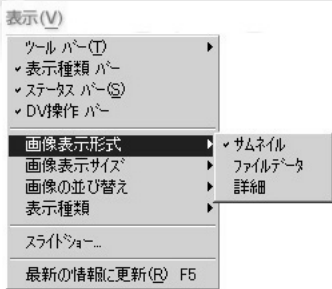 表示(V)
ツール バー(T)
表示種類 バー
ステータス バー(S)
DV操作 バー
画像表示形式
サムネイル
画像表示サイズ
ファイルデータ
画像の並び替え
詳細
表示種類
スライドショー...
最新の情報に更新(R) F5